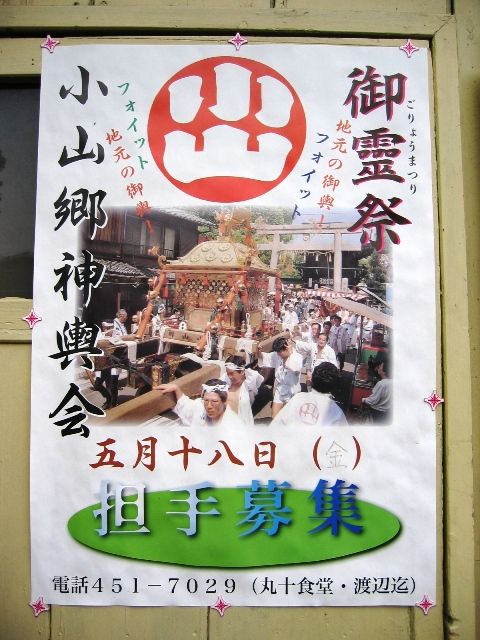 御霊祭
ごりょうまつり
地元の御輿!
フォイット
小山
フォイット
地元の御輿!
小山郷神輿会
五月十八日(金)
担手募集
電話451-7029(丸十食堂・渡辺迄)